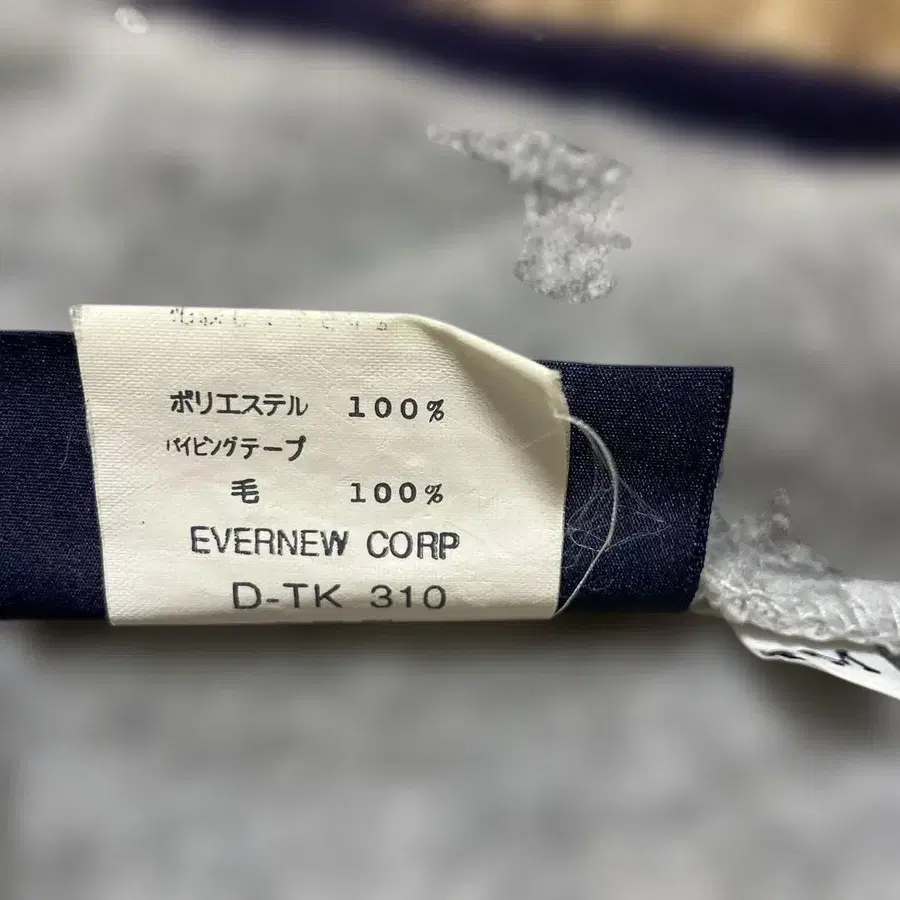 ポリエステル 100%
パイピングテープ
毛 100%
EVERNEW CORP
D-TK 310